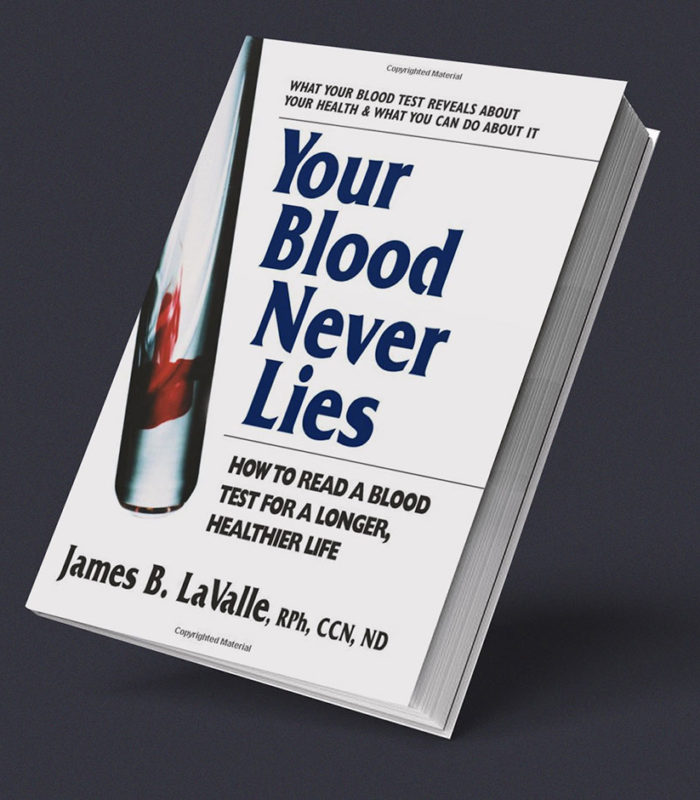 Copyrighted Material
WHAT YOUR BLOOD TEST REVEALS ABOUT
YOUR HEALTH & WHAT YOU CAN DO ABOUT IT
Your
Blood
Never
Lies
HOW TO READ A BLOOD
TEST FOR A LONGER,
HEALTHIER LIFE
James B. LaValle, RPh, CCN, ND
Copyrighted Material